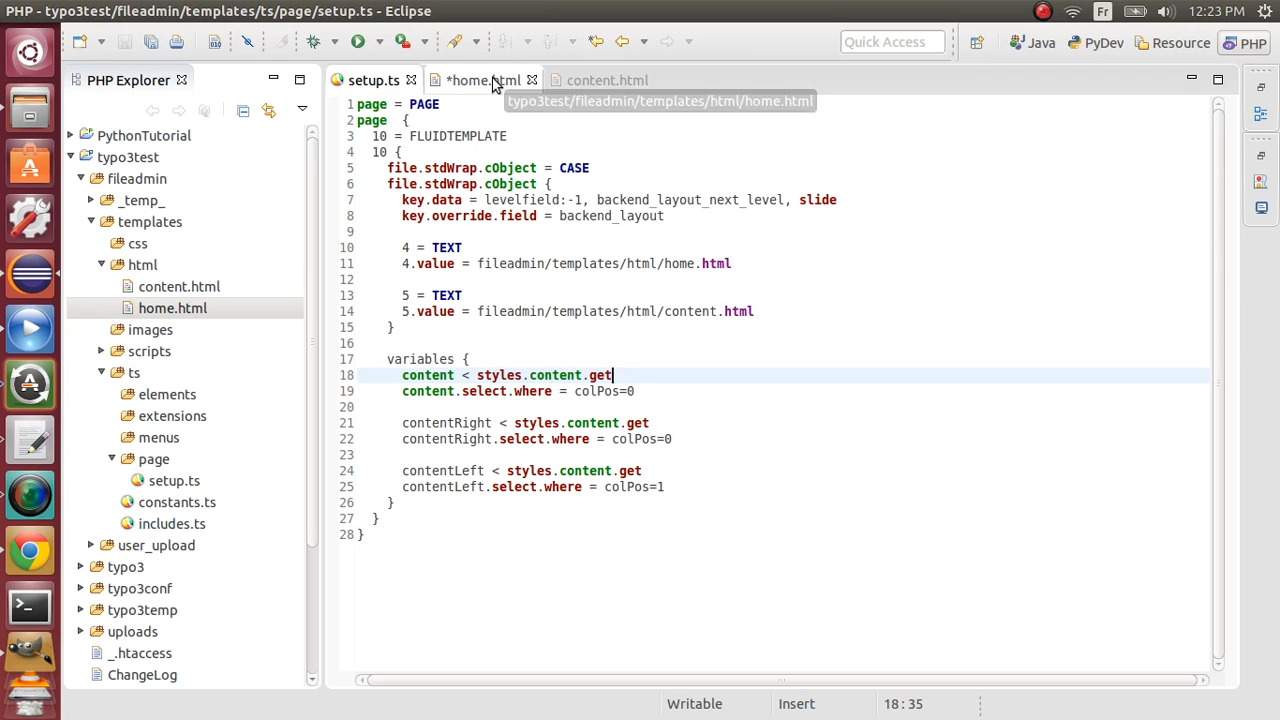 PHP - typo3test/fileadmin/templates/ts/page/setup.ts - Eclipse
Fr
12:23 PM
010
Quick Access
Java
PyDev
Resource
PHP
PHP Explorer
setup.ts
*home.html
content.html
typo3test/fileadmin/templates/html/home.html
PythonTutorial
typo3test
fileadmin
_temp_
templates
css
html
content.html
home.html
images
scripts
ts
elements
extensions
menus
page
setup.ts
constants.ts
includes.ts
user_upload
typo3
typo3conf
typo3temp
uploads
_.htaccess
ChangeLog
1 page = PAGE
2 page {
3 10 = FLUIDTEMPLATE
4 10 {
5 file.stdWrap.cObject = CASE
6 file.stdWrap.cObject {
7 key.data = levelfield:-1, backend_layout_next_level, slide
8 key.override.field = backend_layout
9
10 4 = TEXT
11 4.value = fileadmin/templates/html/home.html
12
13 5 = TEXT
14 5.value = fileadmin/templates/html/content.html
15 }
16
17 variables {
18 content < styles.content.get
19 content.select.where = colPos=0
20
21 contentRight < styles.content.get
22 contentRight.select.where = colPos=0
23
24 contentLeft < styles.content.get
25 contentLeft.select.where = colPos=1
26 }
27 }
28 }
Writable
Insert
18:35